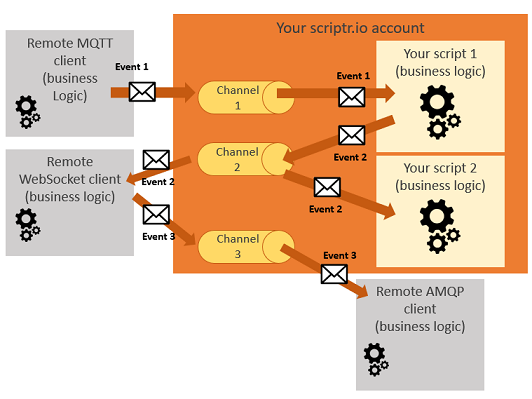 Your scriptr.io account
Remote MQTT
client
(business
Logic)
Event 1
Channel
1
Event 1
Your script 1
(business logic)
Event 2
Remote
WebSocket client
(business logic)
Event 2
Channel
2
Event 2
Your script 2
(business logic)
Event 3
Channel
3
Event 3
Remote AMQP
client
(business logic)